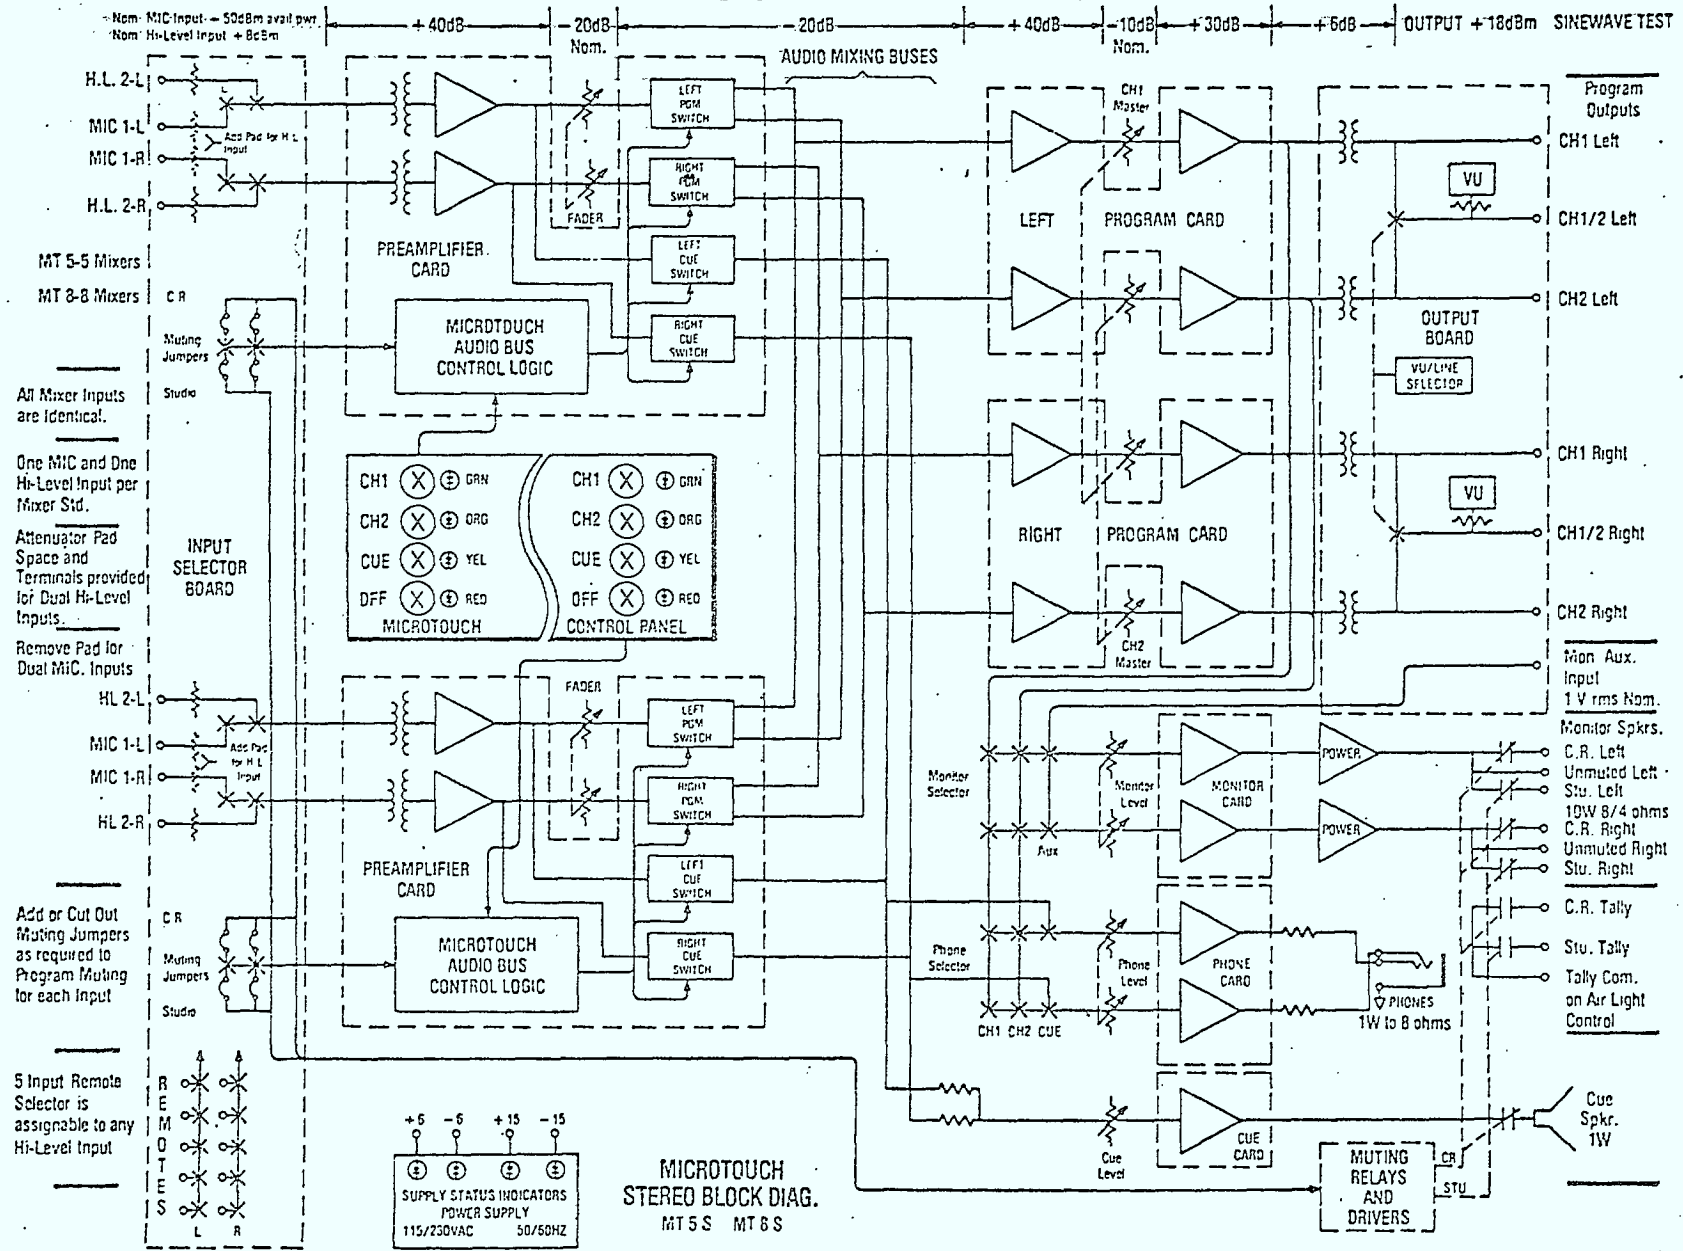 Nom. MIC Input - 50dBm avail pwr.
Nom. Hi-Level Input + 8dBm
+40dB
-20dB
Nom.
-20dB
+40dB
-10dB
Nom.
+30dB
+6dB
OUTPUT +18dBm
SINEWAVE TEST
AUDIO MIXING BUSES
H.L. 2-L
MIC 1-L
MIC 1-R
H.L. 2-R
Add Pad for H-L
Input
MT 5-5 Mixers
MT 8-8 Mixers
C R
Muting
Jumpers
Studio
LEFT
PGM
SWITCH
RIGHT
PGM
SWITCH
LEFT
CUE
SWITCH
RIGHT
CUE
SWITCH
FADER
PREAMPLIFIER
CARD
MICROTOUCH
AUDIO BUS
CONTROL LOGIC
CH1
Master
LEFT
PROGRAM CARD
RIGHT
PROGRAM CARD
CH2
Master
Program
Outputs
CH1 Left
VU
CH1/2 Left
CH2 Left
OUTPUT
BOARD
VU/LINE
SELECTOR
CH1 Right
VU
CH1/2 Right
CH2 Right
Mon. Aux.
Input
1 V rms Nom.
All Mixer Inputs
are Identical.
One MIC and One
Hi-Level Input per
Mixer Std.
Attenuator Pad
Space and
Terminals provided
for Dual Hi-Level
Inputs.
Remove Pad for
Dual MIC. Inputs
INPUT
SELECTOR
BOARD
CH1 GRN
CH2 ORG
CUE YEL
OFF RED
MICROTOUCH
CH1 GRN
CH2 ORG
CUE YEL
OFF RED
CONTROL PANEL
HL 2-L
MIC 1-L
MIC 1-R
HL 2-R
Add Pad
for H-L
Input
FADER
LEFT
PGM
SWITCH
RIGHT
PGM
SWITCH
LEFT
CUE
SWITCH
RIGHT
CUE
SWITCH
PREAMPLIFIER
CARD
MICROTOUCH
AUDIO BUS
CONTROL LOGIC
C R
Muting
Jumpers
Studio
Add or Cut Out
Muting Jumpers
as required to
Program Muting
for each Input
5 Input Remote
Selector is
assignable to any
Hi-Level Input
REMOTES
L R
Monitor
Selector
Aux
Monitor
Level
MONITOR
CARD
POWER
POWER
Monitor Spkrs.
C.R. Left
Unmuted Left
Stu. Left
10W 8/4 ohms
C.R. Right
Unmuted Right
Stu. Right
Phone
Selector
CH1 CH2 CUE
Phone
Level
PHONE
CARD
PHONES
1W to 8 ohms
C.R. Tally
Stu. Tally
Tally Com.
on Air Light
Control
Cue
Level
CUE
CARD
Cue
Spkr.
1W
MUTING
RELAYS
AND
DRIVERS
CR
STU
+5 -5 +15 -15
SUPPLY STATUS INDICATORS
POWER SUPPLY
115/230VAC 50/60HZ
MICROTOUCH
STEREO BLOCK DIAG.
MT5S MT8S